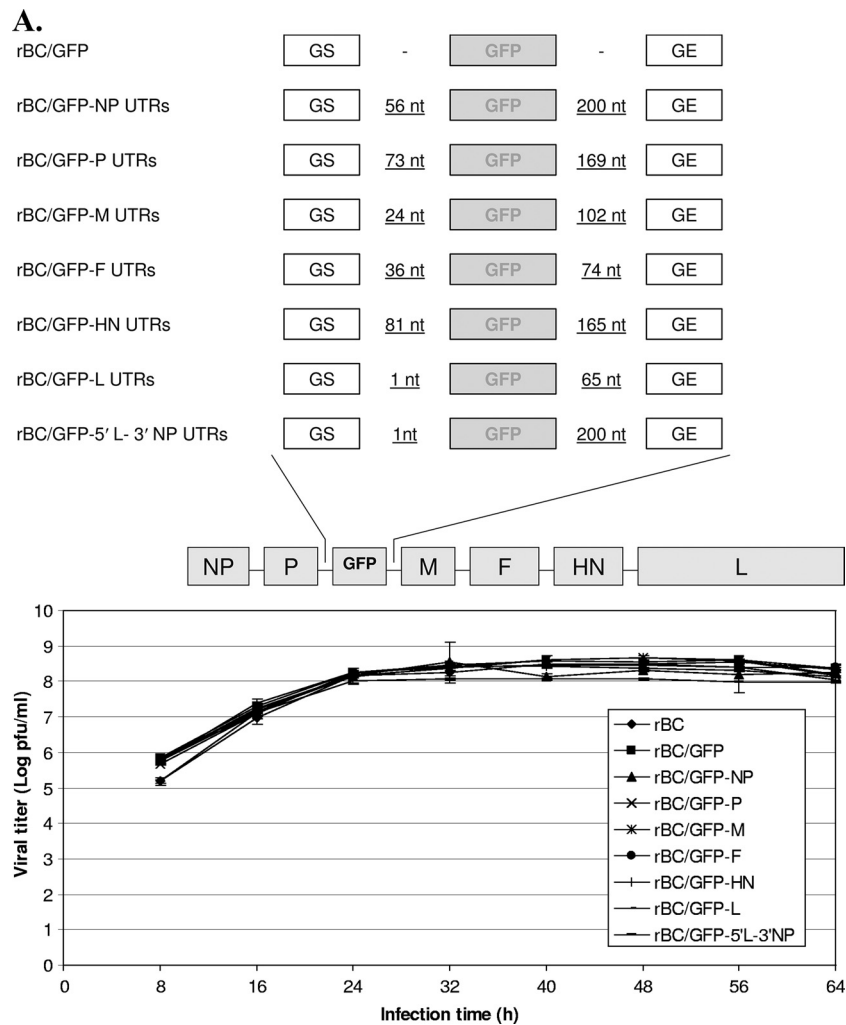 A.
rBC/GFP GS - GFP - GE
rBC/GFP-NP UTRs GS 56 nt GFP 200 nt GE
rBC/GFP-P UTRs GS 73 nt GFP 169 nt GE
rBC/GFP-M UTRs GS 24 nt GFP 102 nt GE
rBC/GFP-F UTRs GS 36 nt GFP 74 nt GE
rBC/GFP-HN UTRs GS 81 nt GFP 165 nt GE
rBC/GFP-L UTRs GS 1 nt GFP 65 nt GE
rBC/GFP-5′ L- 3′ NP UTRs GS 1nt GFP 200 nt GE
NP P GFP M F HN L
Viral titer (Log pfu/ml)
10
9
8
7
6
5
4
3
2
1
0
rBC
rBC/GFP
rBC/GFP-NP
rBC/GFP-P
rBC/GFP-M
rBC/GFP-F
rBC/GFP-HN
rBC/GFP-L
rBC/GFP-5'L-3'NP
0 8 16 24 32 40 48 56 64
Infection time (h)